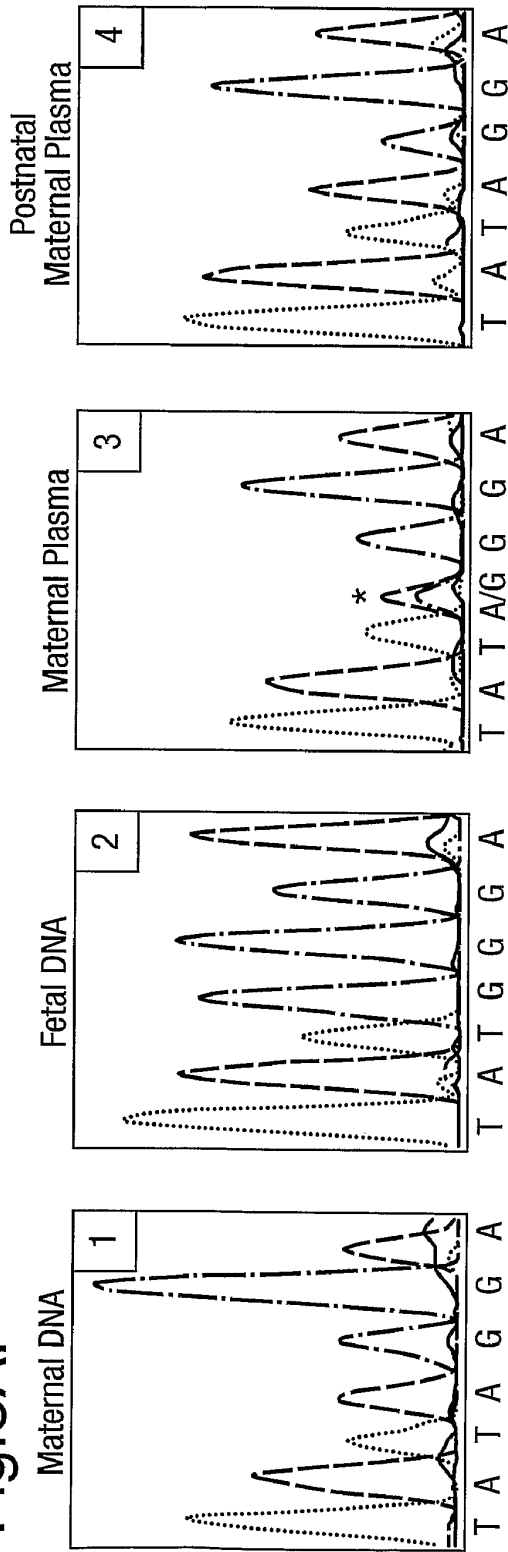 Maternal DNA
1
T A T A G G A
Fetal DNA
2
T A T G G G A
Maternal Plasma
3
*
T A T A/G G G A
Postnatal
Maternal Plasma
4
T A T A G G A